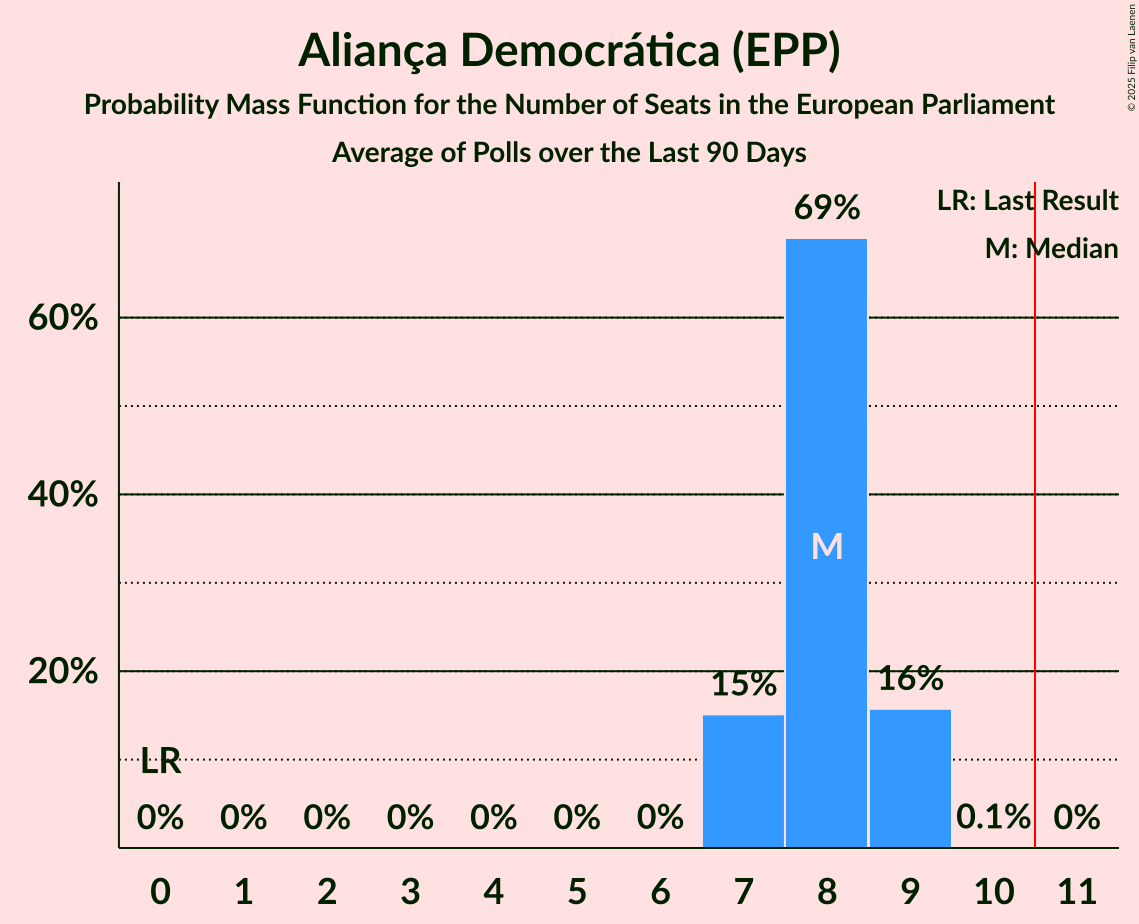 Aliança Democrática (EPP)
Probability Mass Function for the Number of Seats in the European Parliament
Average of Polls over the Last 90 Days
© 2025 Filip van Laenen
LR: Last Result
M: Median
69%
60%
40%
M
20%
15%
16%
LR
0% 0% 0% 0% 0% 0% 0% 0.1% 0%
0 1 2 3 4 5 6 7 8 9 10 11